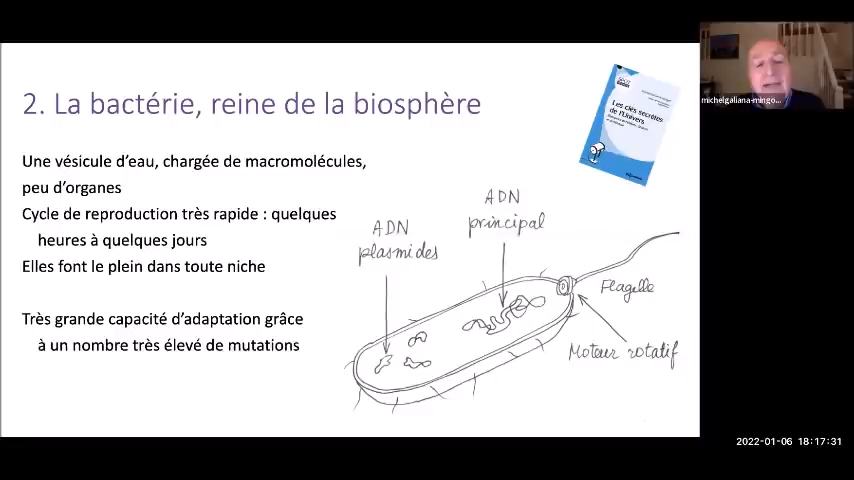 2. La bactérie, reine de la biosphère
Une vésicule d'eau, chargée de macromolécules,
peu d'organes
Cycle de reproduction très rapide : quelques
heures à quelques jours
Elles font le plein dans toute niche
Très grande capacité d'adaptation grâce
à un nombre très élevé de mutations
Les clés secrètes
de l'Univers
ADN
plasmides
ADN
principal
Flagelle
Moteur rotatif
michelgaliana-mingo...
2022-01-06 18:17:31